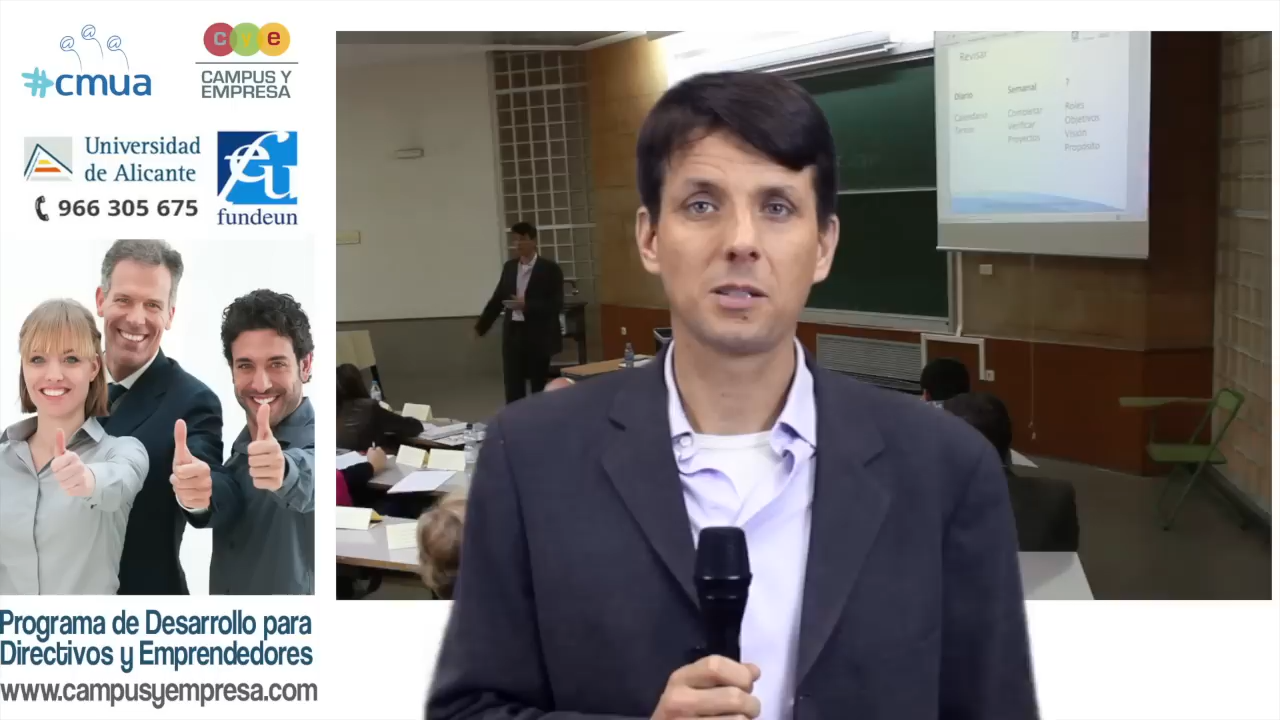 #cmua
cye
CAMPUS Y
EMPRESA
Universidad
de Alicante
966 305 675
feu
fundeun
Programa de Desarrollo para
Directivos y Emprendedores
www.campusyempresa.com
Revisar
Diario
Semanal
?
Calendario
Tareas
Completar
Verificar
Proyectos
Roles
Objetivos
Visión
Propósito